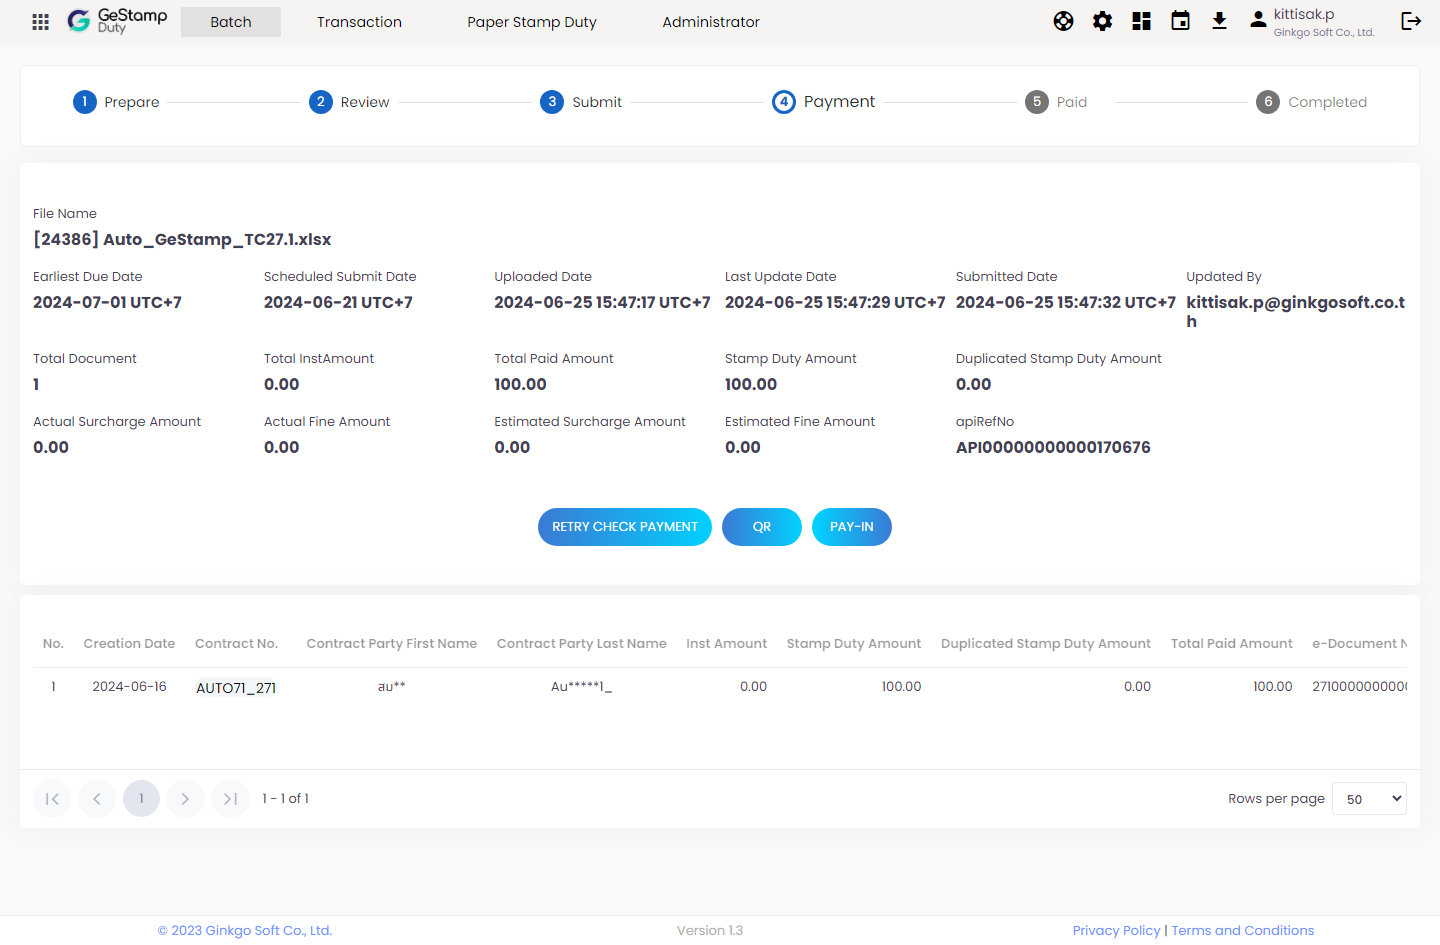 GeStamp
Duty
Batch
Transaction
Paper Stamp Duty
Administrator
kittisak.p
Ginkgo Soft Co., Ltd.
1 Prepare
2 Review
3 Submit
4 Payment
5 Paid
6 Completed
File Name
[24386] Auto_GeStamp_TC27.1.xlsx
Earliest Due Date
Scheduled Submit Date
Uploaded Date
Last Update Date
Submitted Date
Updated By
2024-07-01 UTC+7
2024-06-21 UTC+7
2024-06-25 15:47:17 UTC+7
2024-06-25 15:47:29 UTC+7
2024-06-25 15:47:32 UTC+7
kittisak.p@ginkgosoft.co.t
h
Total Document
Total InstAmount
Total Paid Amount
Stamp Duty Amount
Duplicated Stamp Duty Amount
1
0.00
100.00
100.00
0.00
Actual Surcharge Amount
Actual Fine Amount
Estimated Surcharge Amount
Estimated Fine Amount
apiRefNo
0.00
0.00
0.00
0.00
API00000000000170676
RETRY CHECK PAYMENT
QR
PAY-IN
No.
Creation Date
Contract No.
Contract Party First Name
Contract Party Last Name
Inst Amount
Stamp Duty Amount
Duplicated Stamp Duty Amount
Total Paid Amount
e-Document N
1
2024-06-16
AUTO71_271
สม**
Au*****1_
0.00
100.00
0.00
100.00
2710000000000
1
1 - 1 of 1
Rows per page
50
© 2023 Ginkgo Soft Co., Ltd.
Version 1.3
Privacy Policy | Terms and Conditions